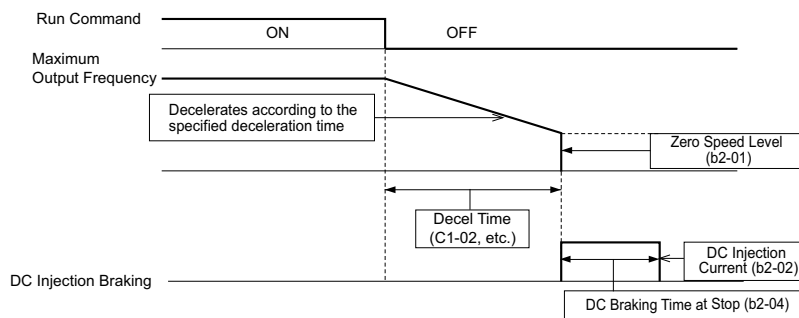 Run Command
ON
OFF
Maximum
Output Frequency
Decelerates according to the
specified deceleration time
Zero Speed Level
(b2-01)
Decel Time
(C1-02, etc.)
DC Injection
Current (b2-02)
DC Injection Braking
DC Braking Time at Stop (b2-04)